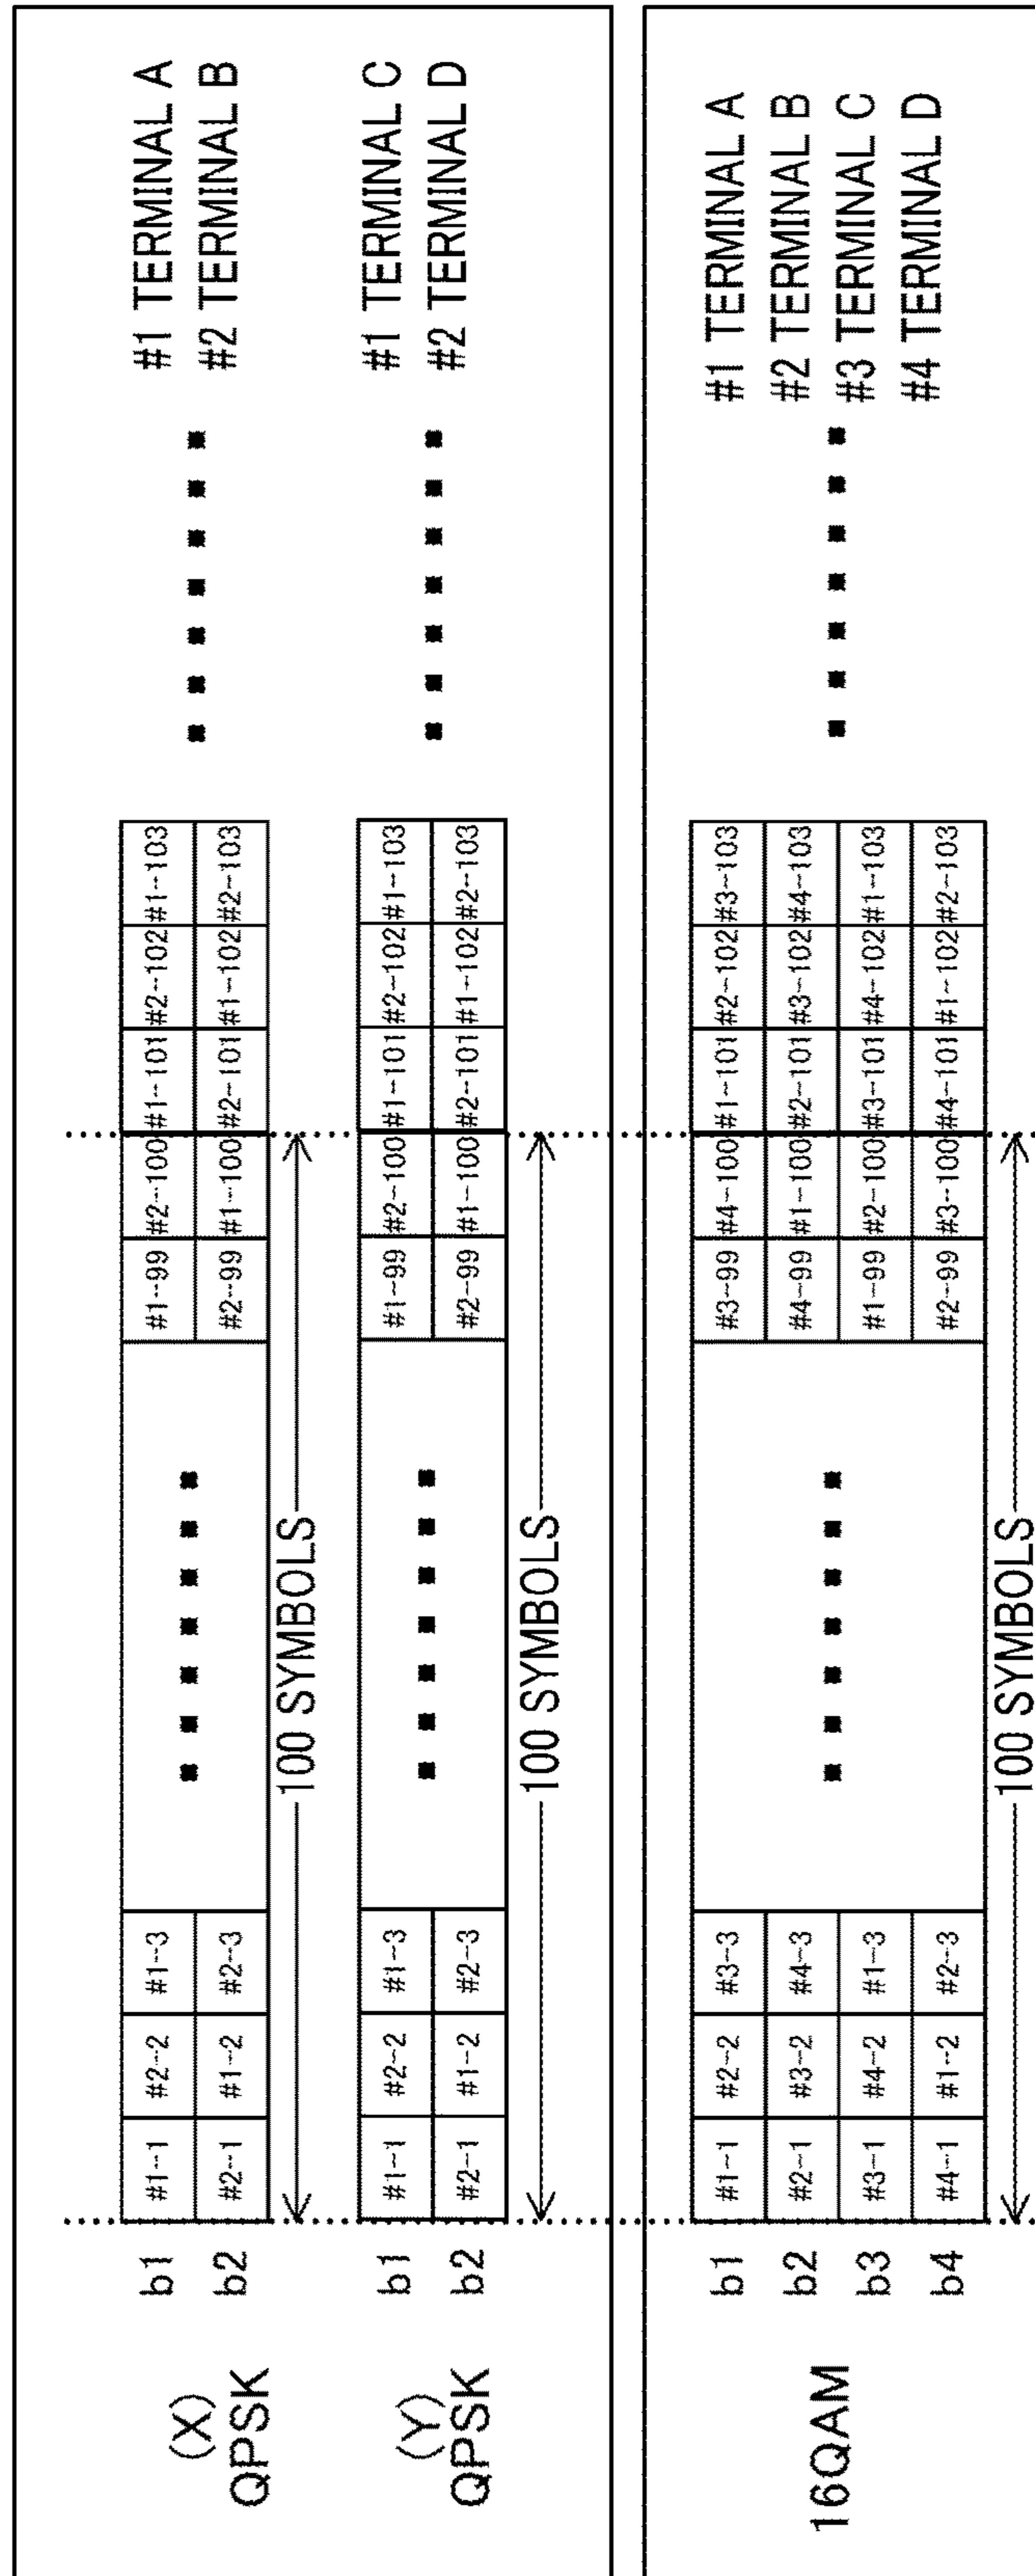 (X)
QPSK
b1 #1-1 #2-2 #1-3 #1-99 #2-100 #1-101 #2-102 #1-103
b2 #2-1 #1-2 #2-3 #2-99 #1-100 #2-101 #1-102 #2-103
#1 TERMINAL A
#2 TERMINAL B
100 SYMBOLS
(Y)
QPSK
b1 #1-1 #2-2 #1-3 #1-99 #2-100 #1-101 #2-102 #1-103
b2 #2-1 #1-2 #2-3 #2-99 #1-100 #2-101 #1-102 #2-103
#1 TERMINAL C
#2 TERMINAL D
100 SYMBOLS
16QAM
b1 #1-1 #2-2 #3-3 #3-99 #4-100 #1-101 #2-102 #3-103
b2 #2-1 #3-2 #4-3 #4-99 #1-100 #2-101 #3-102 #4-103
b3 #3-1 #4-2 #1-3 #1-99 #2-100 #3-101 #4-102 #1-103
b4 #4-1 #1-2 #2-3 #2-99 #3-100 #4-101 #1-102 #2-103
#1 TERMINAL A
#2 TERMINAL B
#3 TERMINAL C
#4 TERMINAL D
100 SYMBOLS